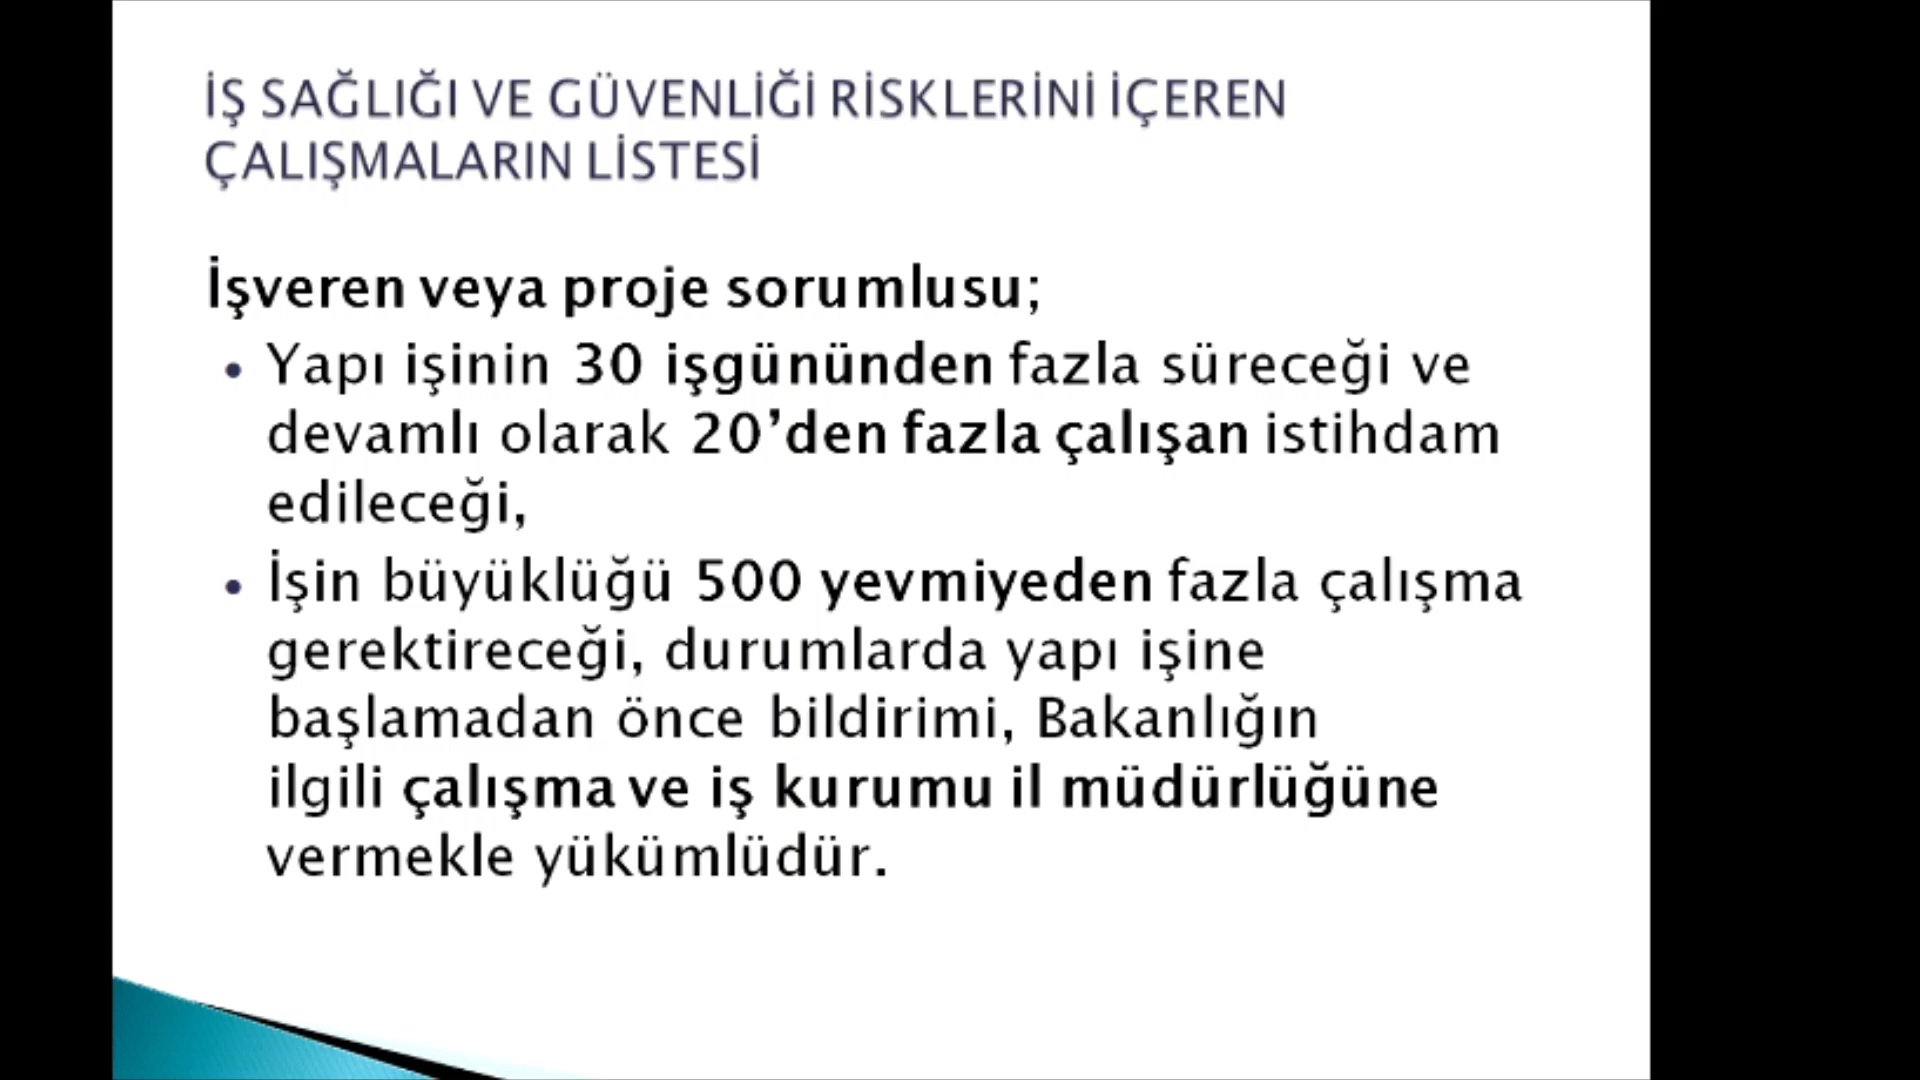 İŞ SAĞLIĞI VE GÜVENLİĞİ RİSKLERİNİ İÇEREN
ÇALIŞMALARIN LİSTESİ
İşveren veya proje sorumlusu;
• Yapı işinin 30 işgününden fazla süreceği ve
devamlı olarak 20’den fazla çalışan istihdam
edileceği,
• İşin büyüklüğü 500 yevmiyeden fazla çalışma
gerektireceği, durumlarda yapı işine
başlamadan önce bildirimi, Bakanlığın
ilgili çalışma ve iş kurumu il müdürlüğüne
vermekle yükümlüdür.